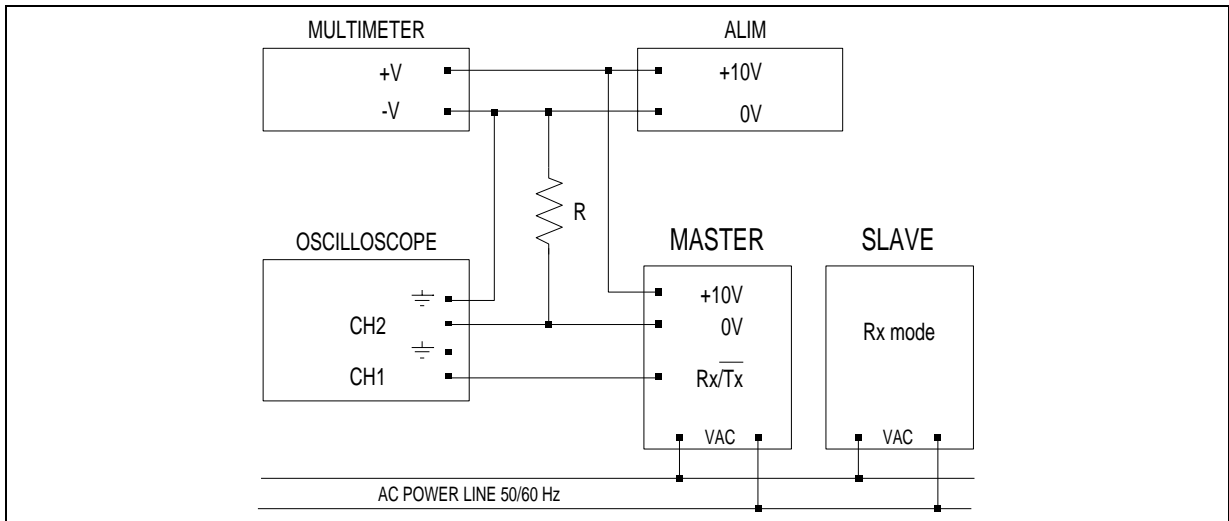 MULTIMETER
+V
-V
ALIM
+10V
0V
R
OSCILLOSCOPE
CH2
CH1
MASTER
+10V
0V
Rx/T̅x̅
VAC
SLAVE
Rx mode
VAC
AC POWER LINE 50/60 Hz